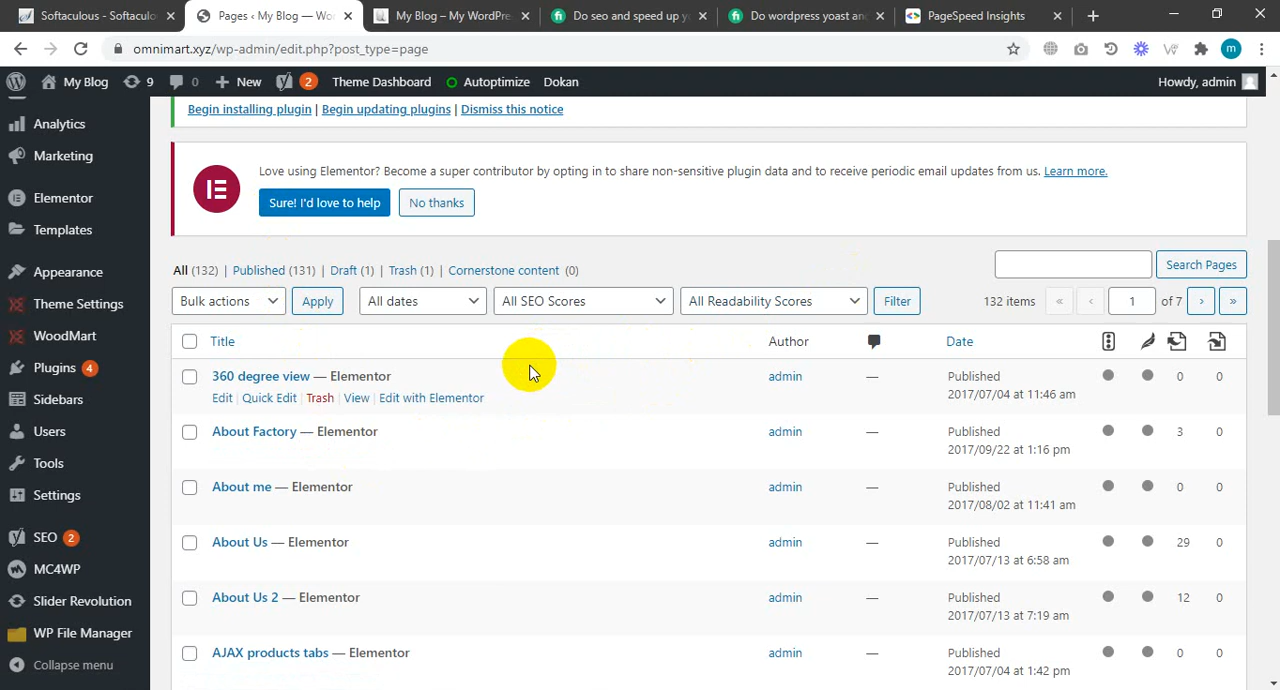 Softaculous - Softaculo
Pages ‹ My Blog — Wo
My Blog – My WordPre
Do seo and speed up yo
Do wordpress yoast an
PageSpeed Insights
omnimart.xyz/wp-admin/edit.php?post_type=page
m
My Blog 9 0 New 2 Theme Dashboard Autoptimize Dokan Howdy, admin
Analytics
Marketing
Elementor
Templates
Appearance
Theme Settings
WoodMart
Plugins 4
Sidebars
Users
Tools
Settings
SEO 2
MC4WP
Slider Revolution
WP File Manager
Collapse menu
Begin installing plugin | Begin updating plugins | Dismiss this notice
Love using Elementor? Become a super contributor by opting in to share non-sensitive plugin data and to receive periodic email updates from us. Learn more.
Sure! I'd love to help No thanks
All (132) | Published (131) | Draft (1) | Trash (1) | Cornerstone content (0)
Search Pages
Bulk actions Apply All dates All SEO Scores All Readability Scores Filter 132 items « ‹ 1 of 7 › »
Title Author Date
360 degree view — Elementor admin — Published 0 0
Edit | Quick Edit | Trash | View | Edit with Elementor 2017/07/04 at 11:46 am
About Factory — Elementor admin — Published 3 0
2017/09/22 at 1:16 pm
About me — Elementor admin — Published 0 0
2017/08/02 at 11:41 am
About Us — Elementor admin — Published 29 0
2017/07/13 at 6:58 am
About Us 2 — Elementor admin — Published 12 0
2017/07/13 at 7:19 am
AJAX products tabs — Elementor admin — Published 0 0
2017/07/04 at 1:42 pm